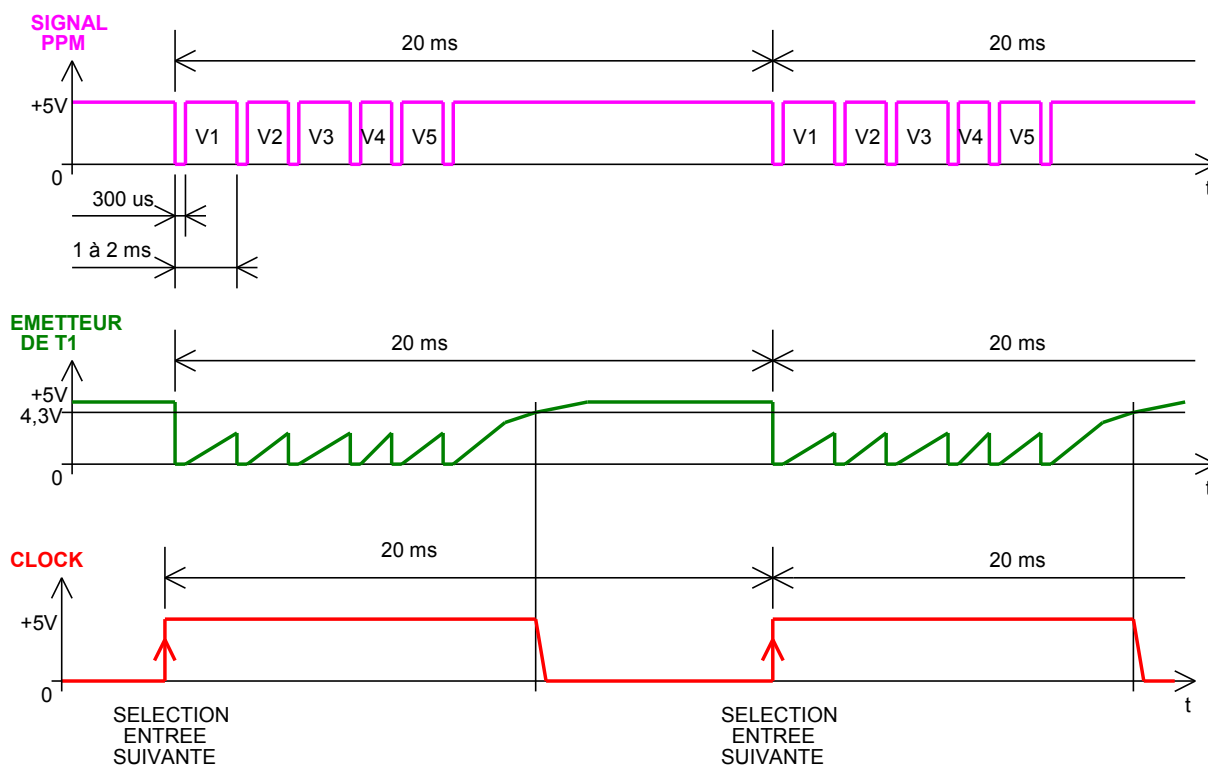 SIGNAL
PPM
20 ms
20 ms
+5V
V1
V2
V3
V4
V5
V1
V2
V3
V4
V5
0
t
300 us
1 à 2 ms
EMETTEUR
DE T1
20 ms
20 ms
+5V
4,3V
0
t
CLOCK
20 ms
20 ms
+5V
0
t
SELECTION
ENTREE
SUIVANTE
SELECTION
ENTREE
SUIVANTE